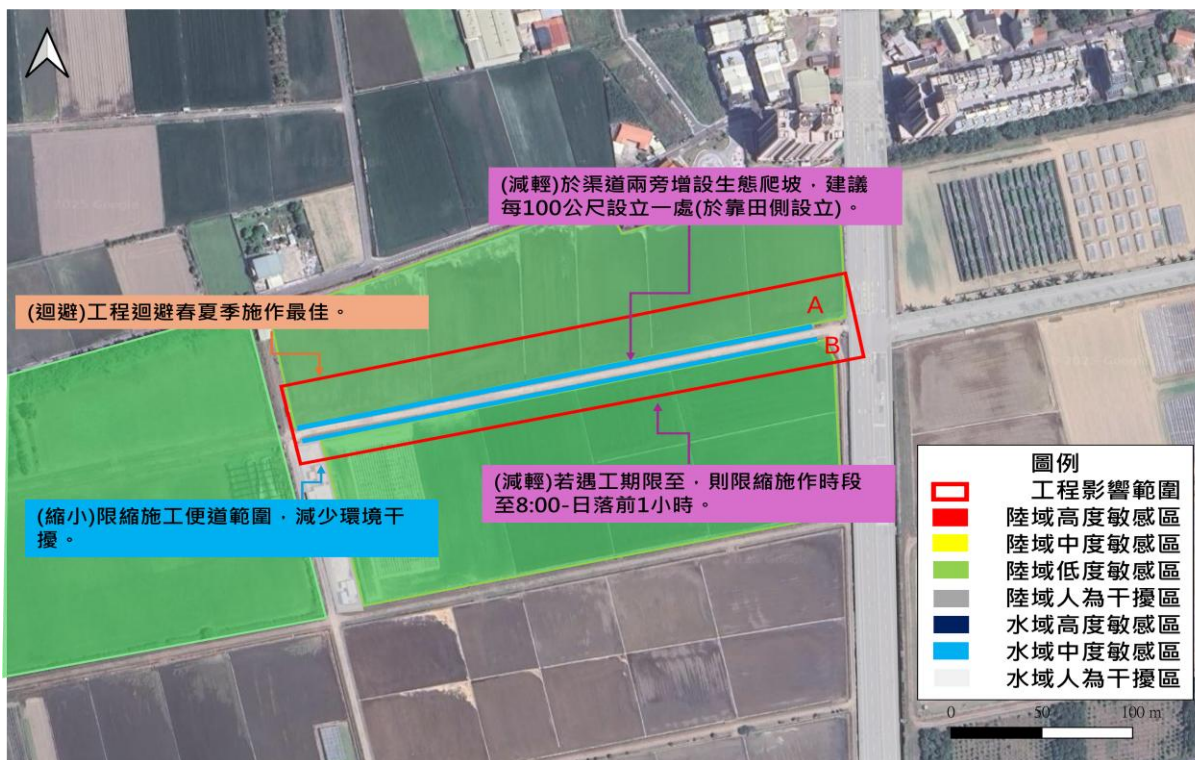 (減輕)於渠道兩旁增設生態爬坡，建議
每100公尺設立一處(於靠田側設立)。
(迴避)工程迴避春夏季施作最佳。
A
B
(減輕)若遇工期限至，則限縮施作時段
至8:00-日落前1小時。
(縮小)限縮施工便道範圍，減少環境干
擾。
圖例
工程影響範圍
陸域高度敏感區
陸域中度敏感區
陸域低度敏感區
陸域人為干擾區
水域高度敏感區
水域中度敏感區
水域人為干擾區
0 50 100 m